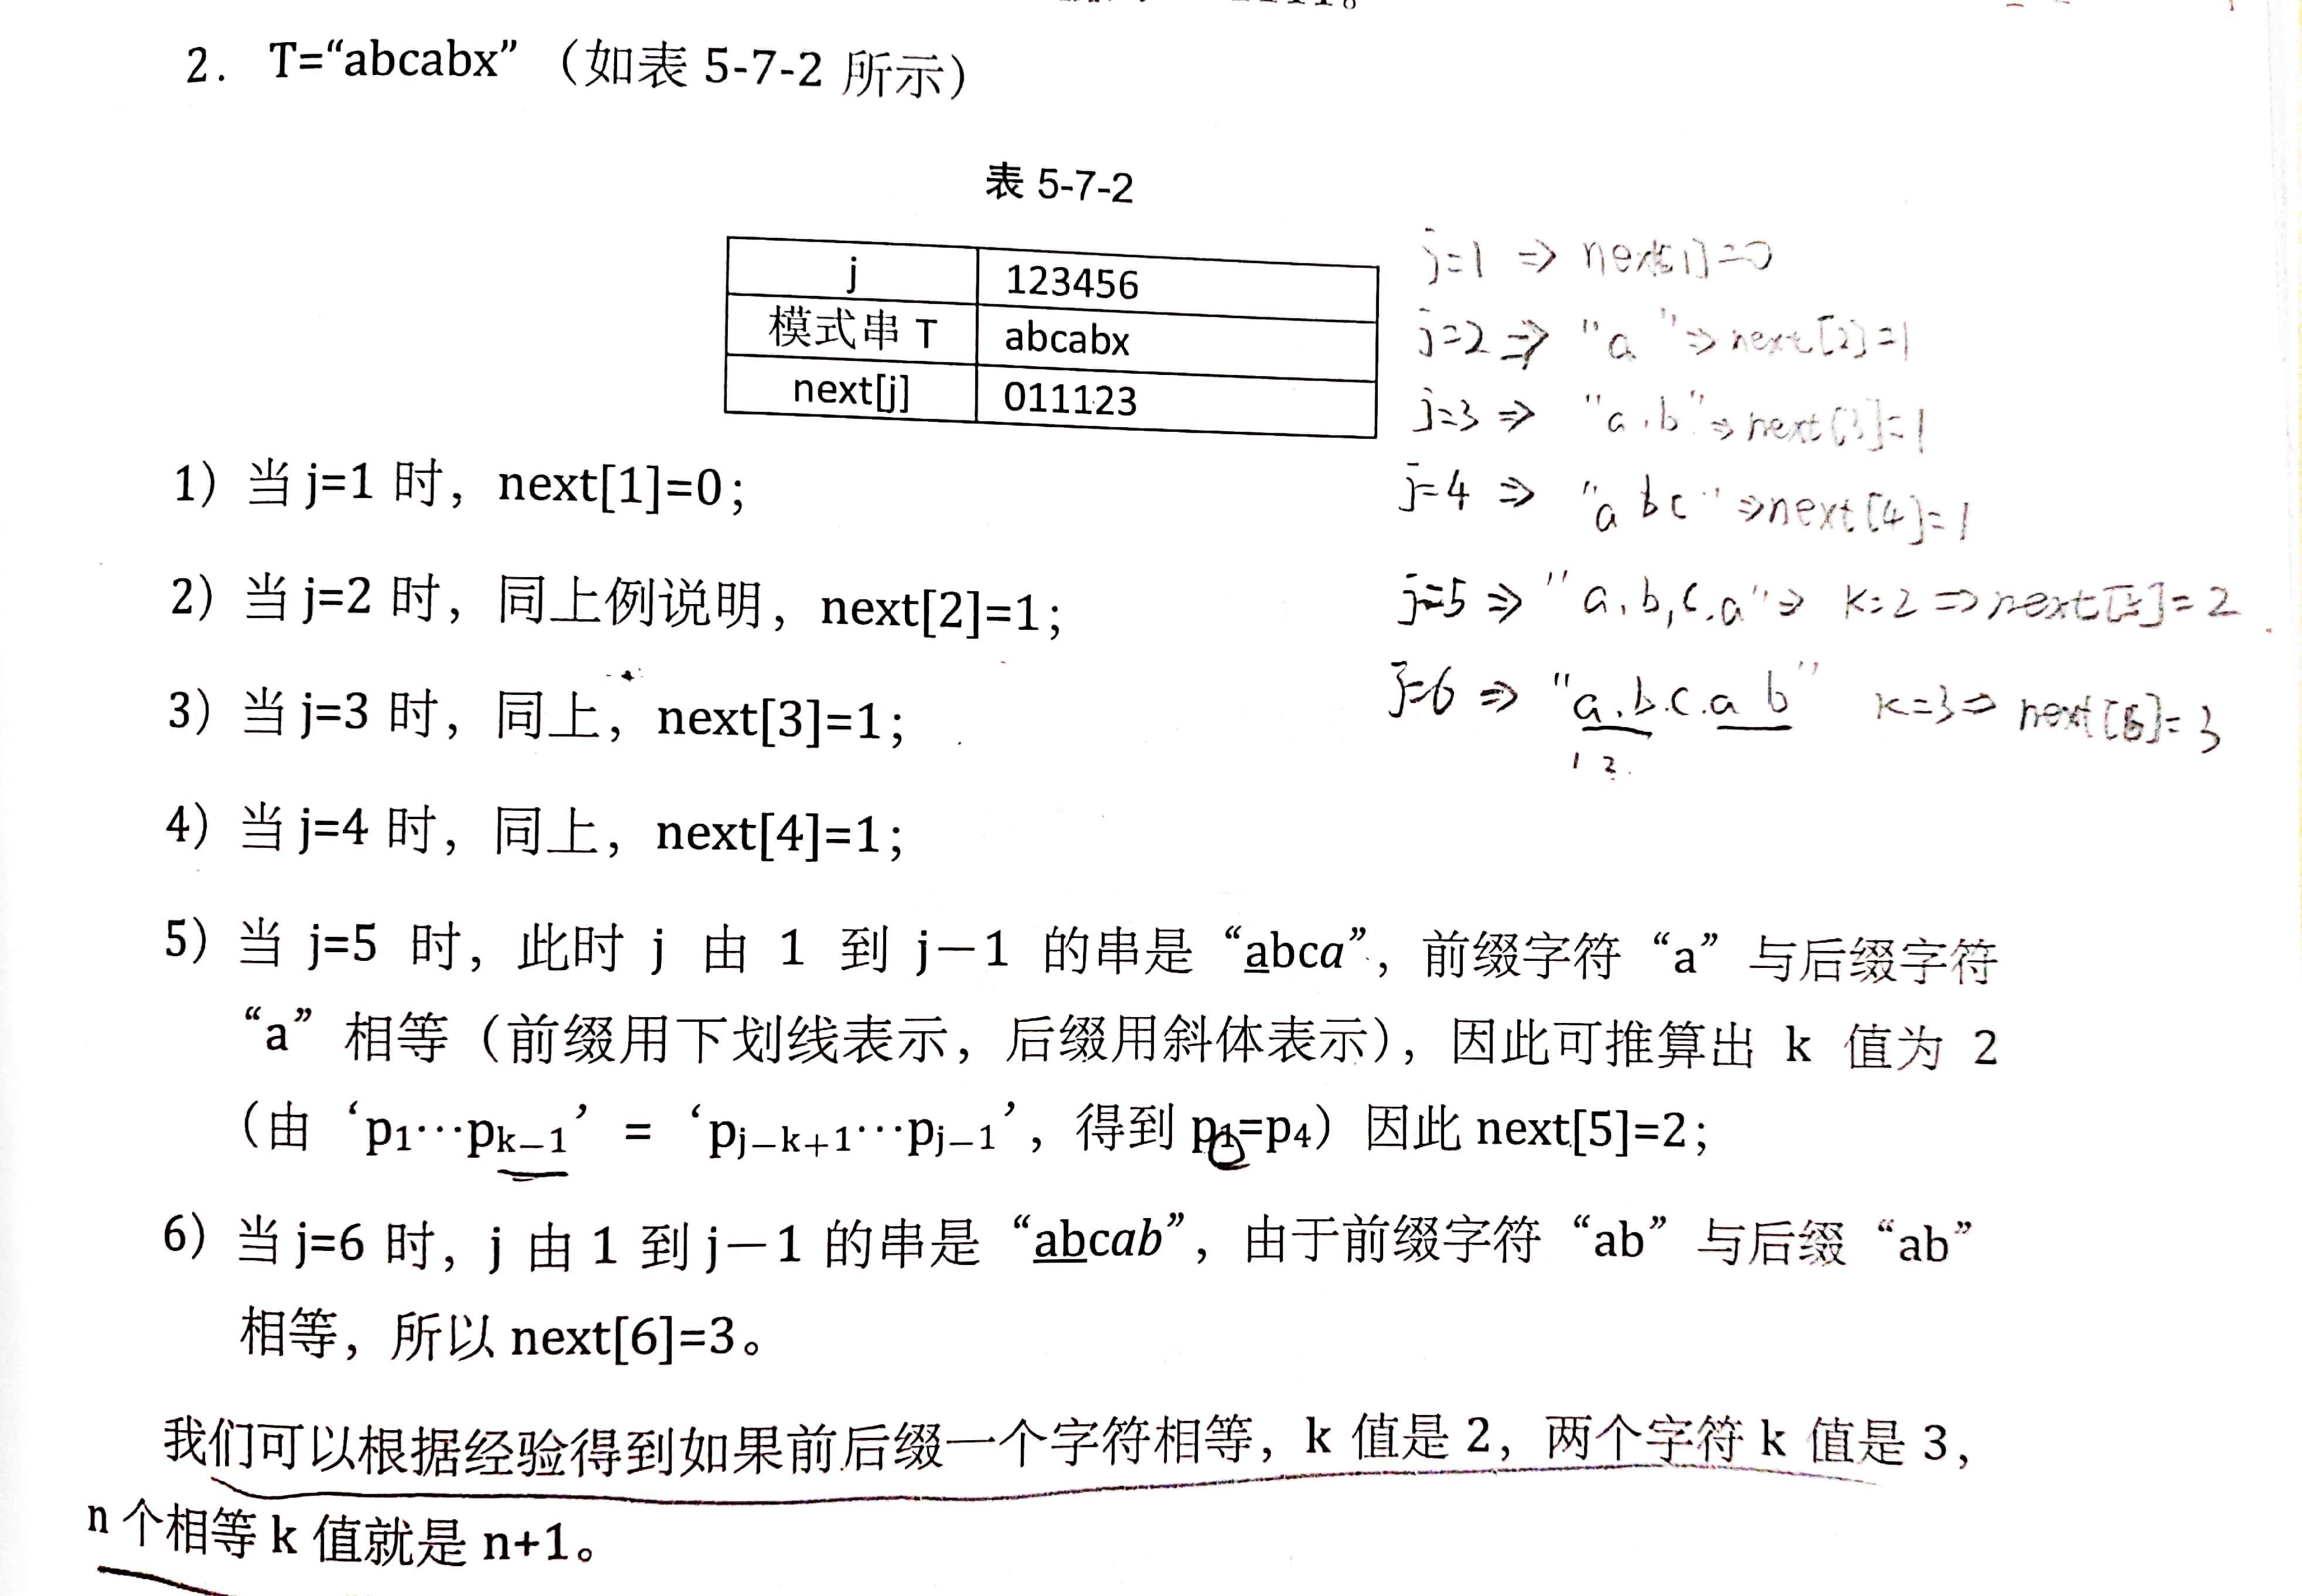 2. T=“abcabx”（如表 5-7-2 所示）
表 5-7-2
j 123456
模式串 T abcabx
next[j] 011123
j=1 => next[1]=0
j=2 => "a" => next[2]=1
j=3 => "a.b" => next[3]=1
j=4 => "abc" => next[4]=1
j=5 => "a,b,c.a" => k=2 => next[5]=2
j=6 => "a.b.c.a b" k=3 => next[6]=3
1 2.
1）当 j=1 时，next[1]=0；
2）当 j=2 时，同上例说明，next[2]=1；
3）当 j=3 时，同上，next[3]=1；
4）当 j=4 时，同上，next[4]=1；
5）当 j=5 时，此时 j 由 1 到 j－1 的串是“abca”，前缀字符“a”与后缀字符
“a”相等（前缀用下划线表示，后缀用斜体表示），因此可推算出 k 值为 2
（由‘p1…pk−1’=‘pj−k+1…pj−1’，得到 p1=p4）因此 next[5]=2；
6）当 j=6 时，j 由 1 到 j－1 的串是“abcab”，由于前缀字符“ab”与后缀“ab”
相等，所以 next[6]=3。
我们可以根据经验得到如果前后缀一个字符相等，k 值是 2，两个字符 k 值是 3，
n 个相等 k 值就是 n+1。